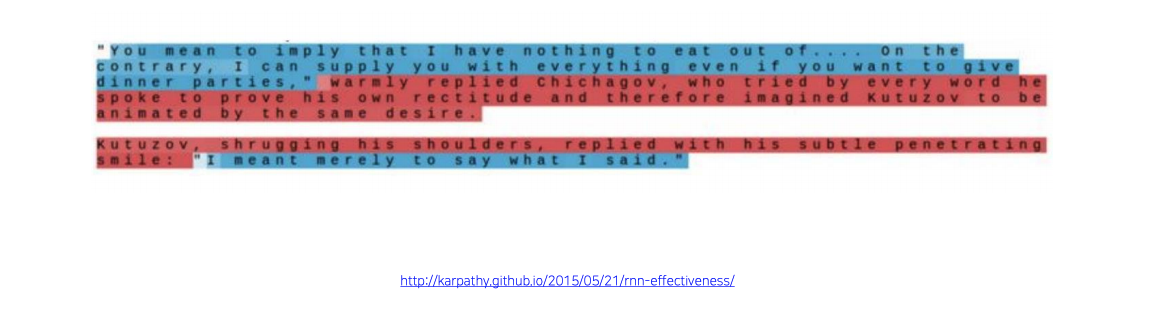 "You mean to imply that I have nothing to eat out of.... On the
contrary, I can supply you with everything even if you want to give
dinner parties," warmly replied Chichagov, who tried by every word he
spoke to prove his own rectitude and therefore imagined Kutuzov to be
animated by the same desire.
Kutuzov, shrugging his shoulders, replied with his subtle penetrating
smile: "I meant merely to say what I said."
http://karpathy.github.io/2015/05/21/rnn-effectiveness/